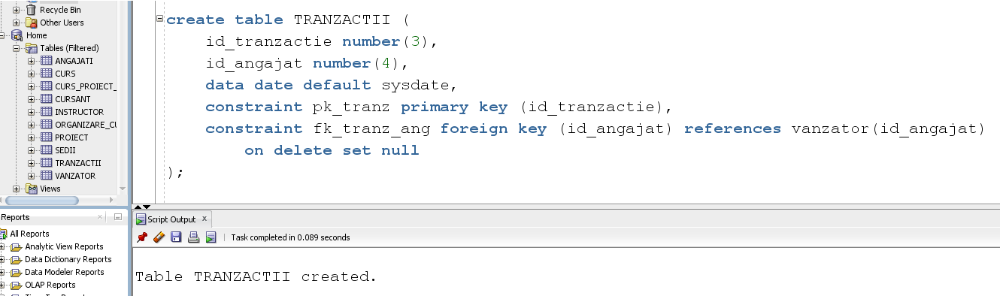 Recycle Bin
Other Users
Home
Tables (Filtered)
ANGAJATI
CURS
CURS_PROIECT_
CURSANT
INSTRUCTOR
ORGANIZARE_CU
PROIECT
SEDII
TRANZACTII
VANZATOR
Views
Reports
All Reports
Analytic View Reports
Data Dictionary Reports
Data Modeler Reports
OLAP Reports
create table TRANZACTII (
id_tranzactie number(3),
id_angajat number(4),
data date default sysdate,
constraint pk_tranz primary key (id_tranzactie),
constraint fk_tranz_ang foreign key (id_angajat) references vanzator(id_angajat)
on delete set null
);
Script Output x
Task completed in 0.089 seconds
Table TRANZACTII created.